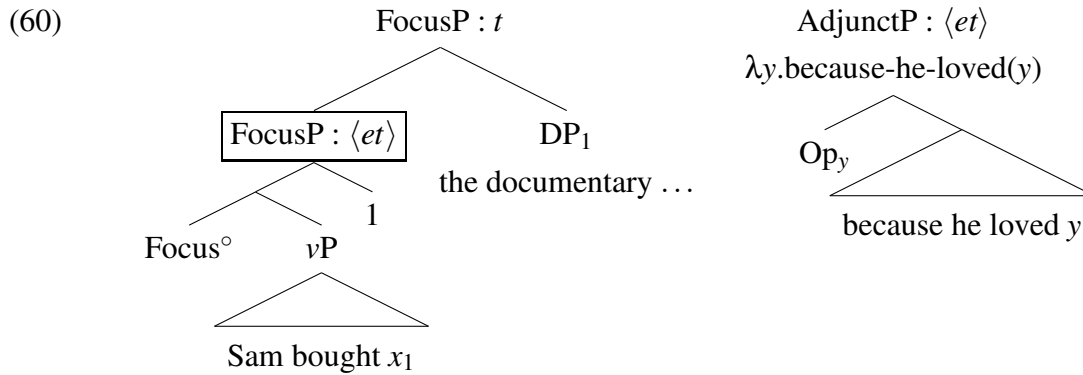 (60) FocusP : t AdjunctP : ⟨et⟩
λy.because-he-loved(y)
FocusP : ⟨et⟩ DP₁ Op_y
the documentary …
1
Focus° vP because he loved y
Sam bought x₁